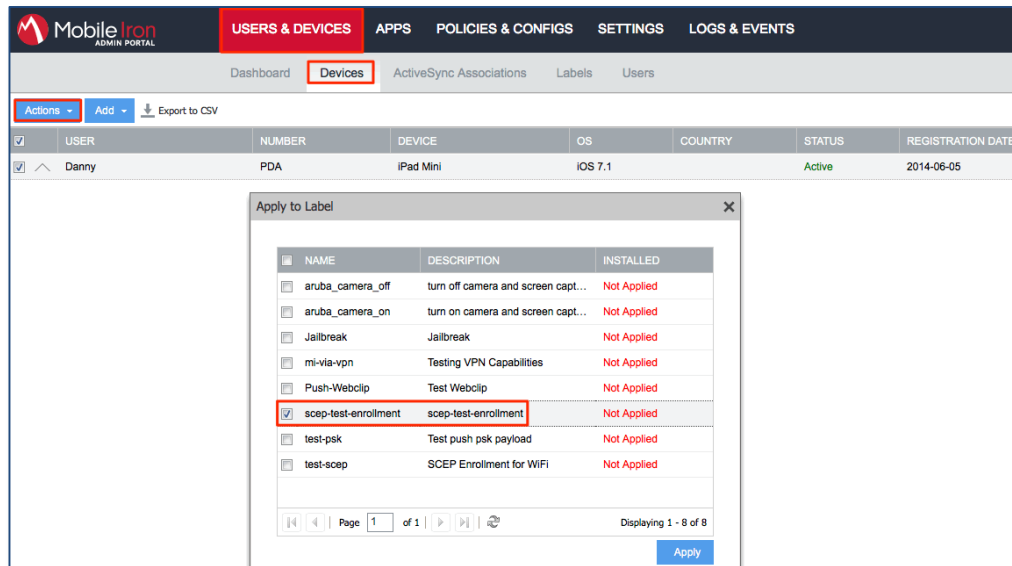 MobileIron USERS & DEVICES APPS POLICIES & CONFIGS SETTINGS LOGS & EVENTS
ADMIN PORTAL
Dashboard Devices ActiveSync Associations Labels Users
Actions Add Export to CSV
USER NUMBER DEVICE OS COUNTRY STATUS REGISTRATION DATE
Danny PDA iPad Mini iOS 7.1 Active 2014-06-05
Apply to Label
NAME DESCRIPTION INSTALLED
aruba_camera_off turn off camera and screen capt... Not Applied
aruba_camera_on turn on camera and screen capt... Not Applied
Jailbreak Jailbreak Not Applied
mi-via-vpn Testing VPN Capabilities Not Applied
Push-Webclip Test Webclip Not Applied
scep-test-enrollment scep-test-enrollment Not Applied
test-psk Test push psk payload Not Applied
test-scep SCEP Enrollment for WiFi Not Applied
Page 1 of 1 Displaying 1 - 8 of 8
Apply